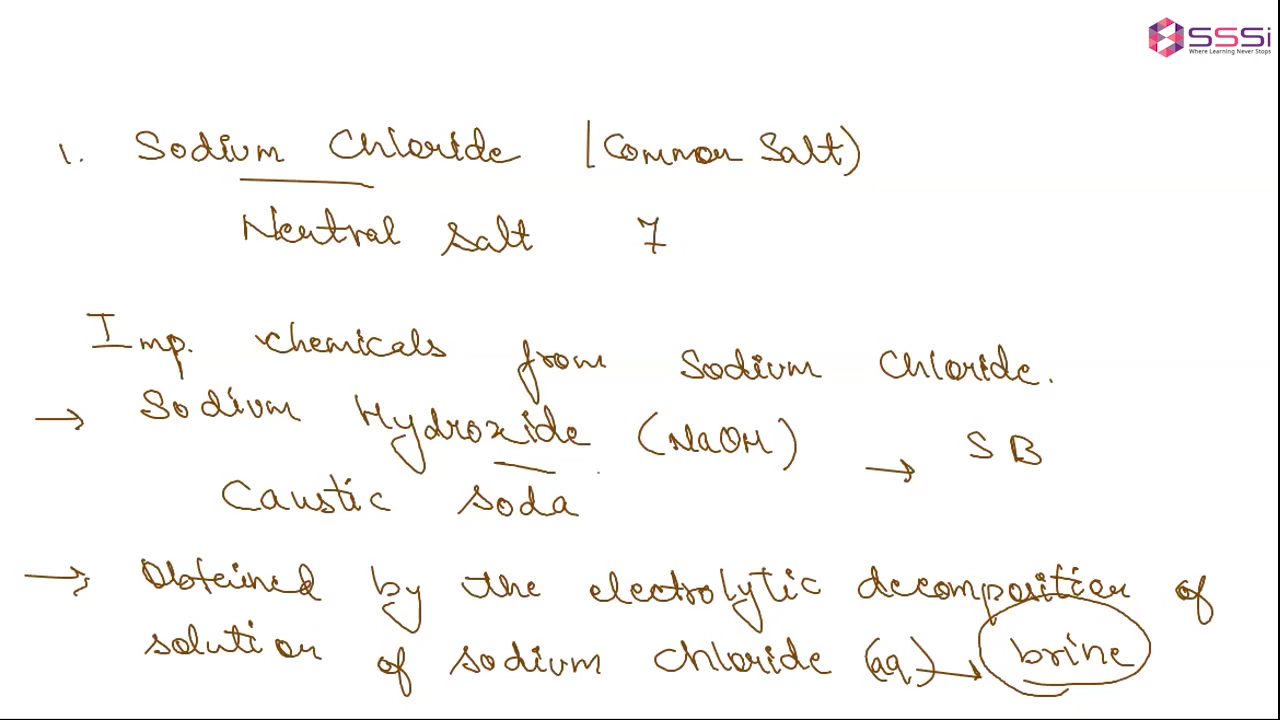 SSSi
Where Learning Never Stops
1. Sodium Chloride (Common Salt)
Neutral salt 7
Imp. chemicals from Sodium Chloride.
→ Sodium Hydroxide (NaOH) → SB
Caustic soda
→ Obtained by the electrolytic decomposition of
solution of sodium chloride (aq) → brine